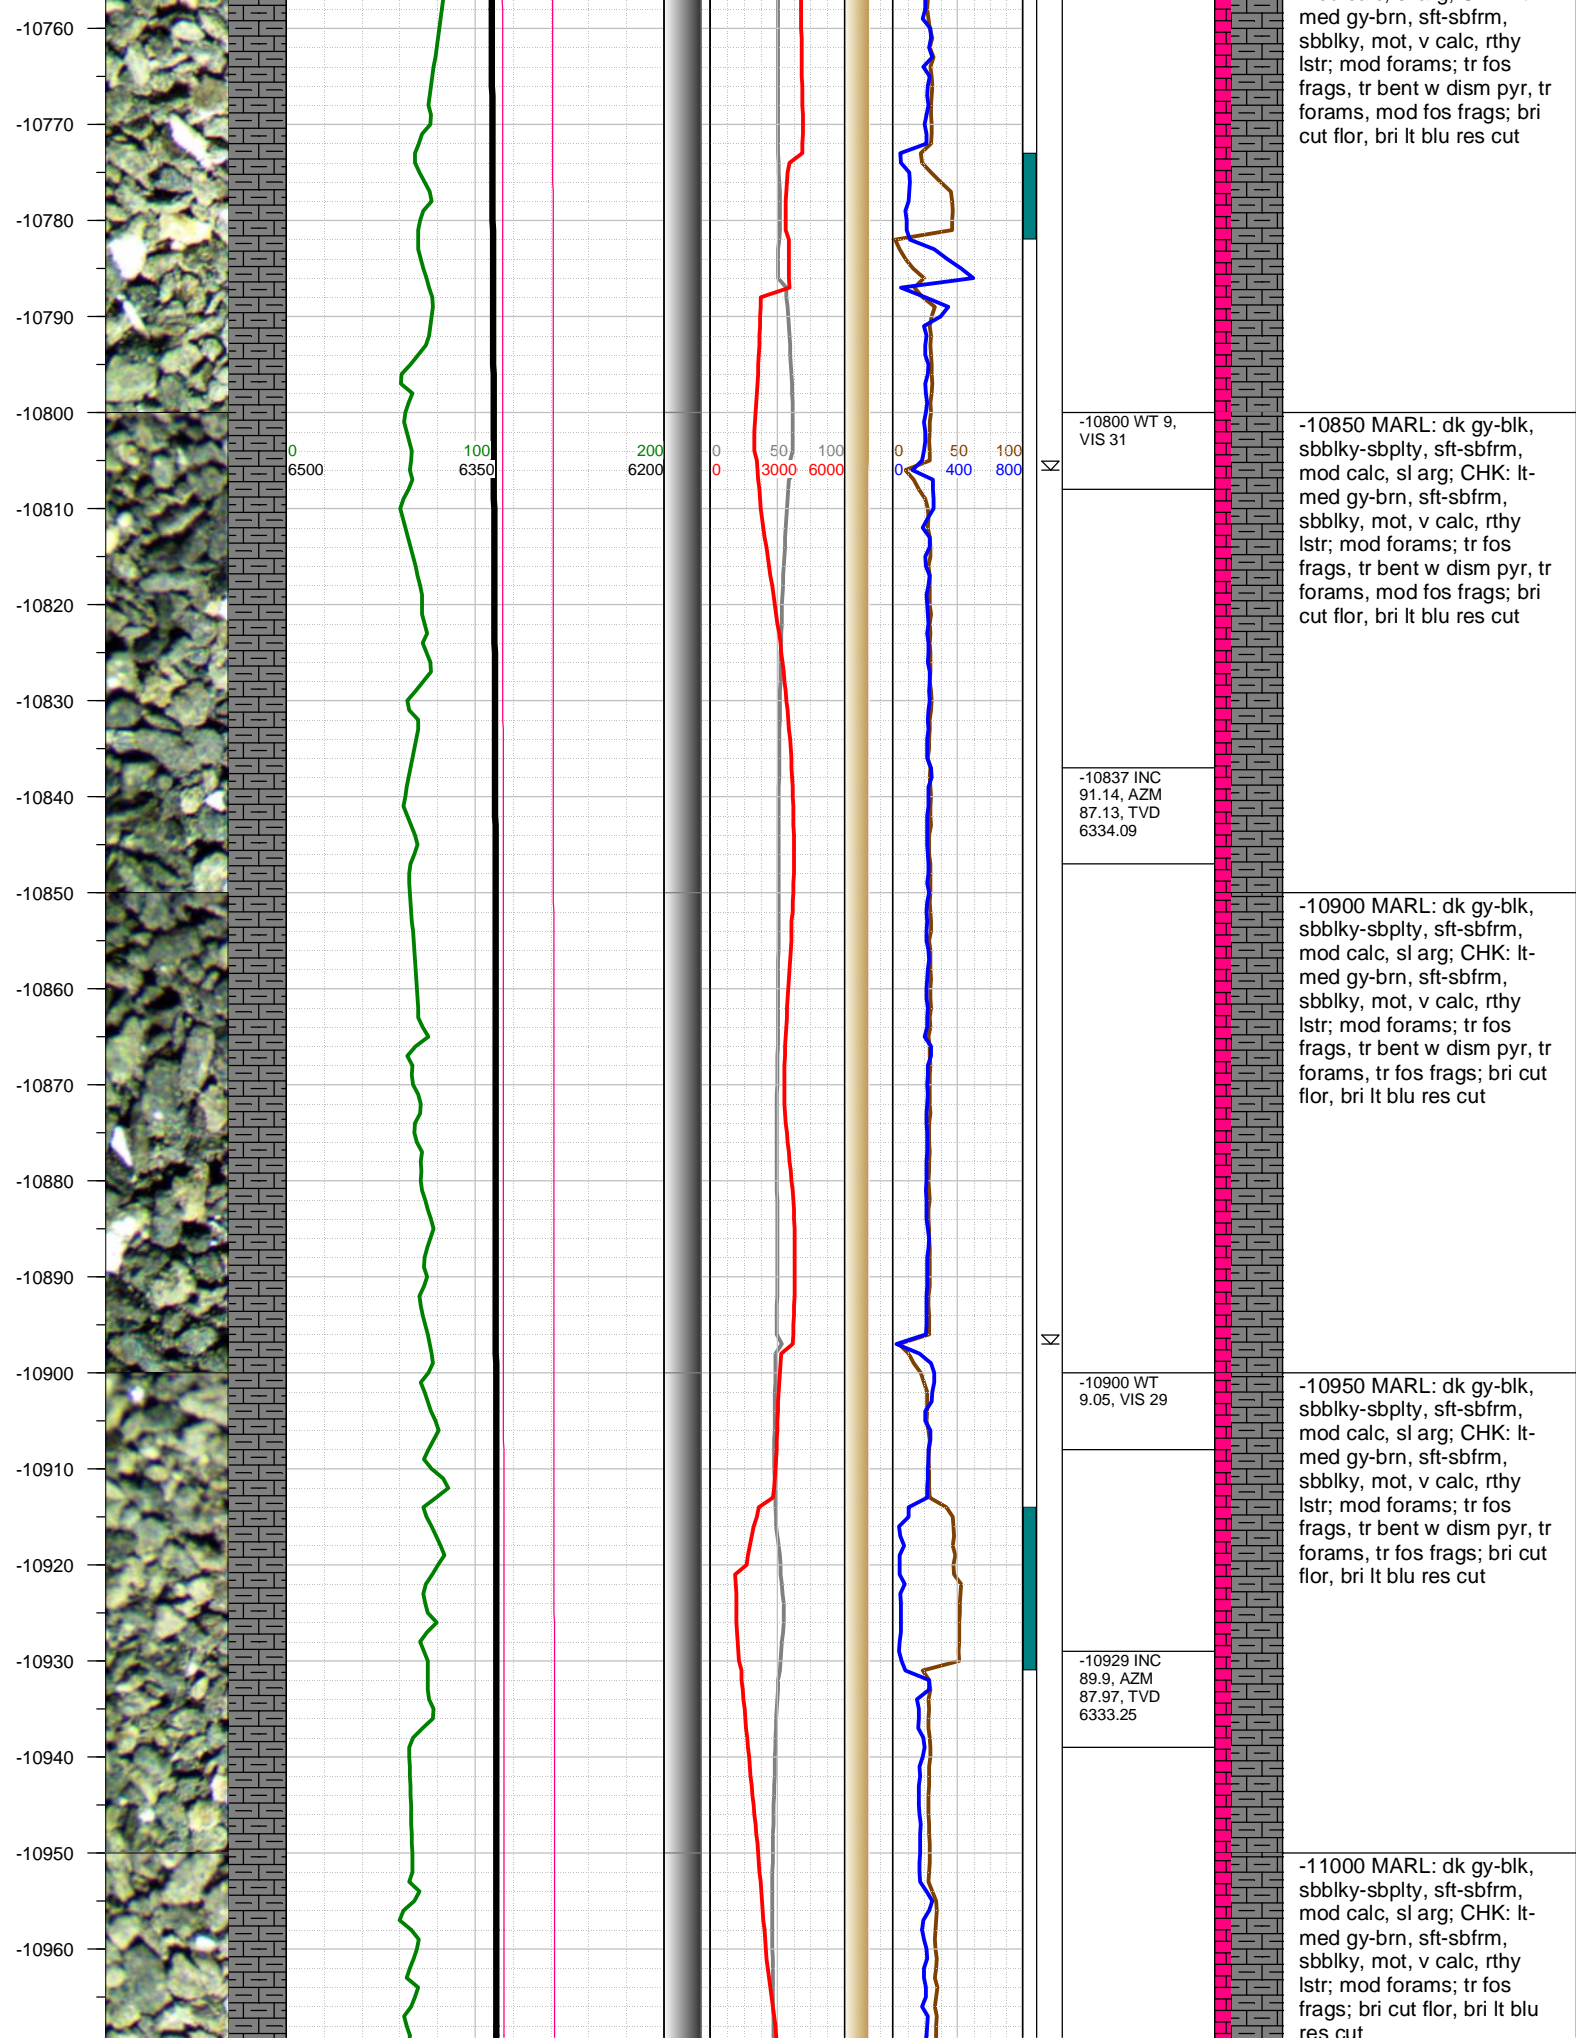 med gy-brn, sft-sbfrm,
sbblky, mot, v calc, rthy
lstr; mod forams; tr fos
frags, tr bent w dism pyr, tr
forams, mod fos frags; bri
cut flor, bri lt blu res cut
-10760
-10770
-10780
-10790
-10800
-10800 WT 9,
VIS 31
-10850 MARL: dk gy-blk,
sbblky-sbplty, sft-sbfrm,
mod calc, sl arg; CHK: lt-
med gy-brn, sft-sbfrm,
sbblky, mot, v calc, rthy
lstr; mod forams; tr fos
frags, tr bent w dism pyr, tr
forams, mod fos frags; bri
cut flor, bri lt blu res cut
0 100 200
6500 6350 6200
0 50 100
0 3000 6000
0 50 100
0 400 800
-10810
-10820
-10830
-10837 INC
91.14, AZM
87.13, TVD
6334.09
-10840
-10850
-10900 MARL: dk gy-blk,
sbblky-sbplty, sft-sbfrm,
mod calc, sl arg; CHK: lt-
med gy-brn, sft-sbfrm,
sbblky, mot, v calc, rthy
lstr; mod forams; tr fos
frags, tr bent w dism pyr, tr
forams, tr fos frags; bri cut
flor, bri lt blu res cut
-10860
-10870
-10880
-10890
-10900
-10900 WT
9.05, VIS 29
-10950 MARL: dk gy-blk,
sbblky-sbplty, sft-sbfrm,
mod calc, sl arg; CHK: lt-
med gy-brn, sft-sbfrm,
sbblky, mot, v calc, rthy
lstr; mod forams; tr fos
frags, tr bent w dism pyr, tr
forams, tr fos frags; bri cut
flor, bri lt blu res cut
-10910
-10920
-10930
-10929 INC
89.9, AZM
87.97, TVD
6333.25
-10940
-10950
-11000 MARL: dk gy-blk,
sbblky-sbplty, sft-sbfrm,
mod calc, sl arg; CHK: lt-
med gy-brn, sft-sbfrm,
sbblky, mot, v calc, rthy
lstr; mod forams; tr fos
frags; bri cut flor, bri lt blu
res cut
-10960